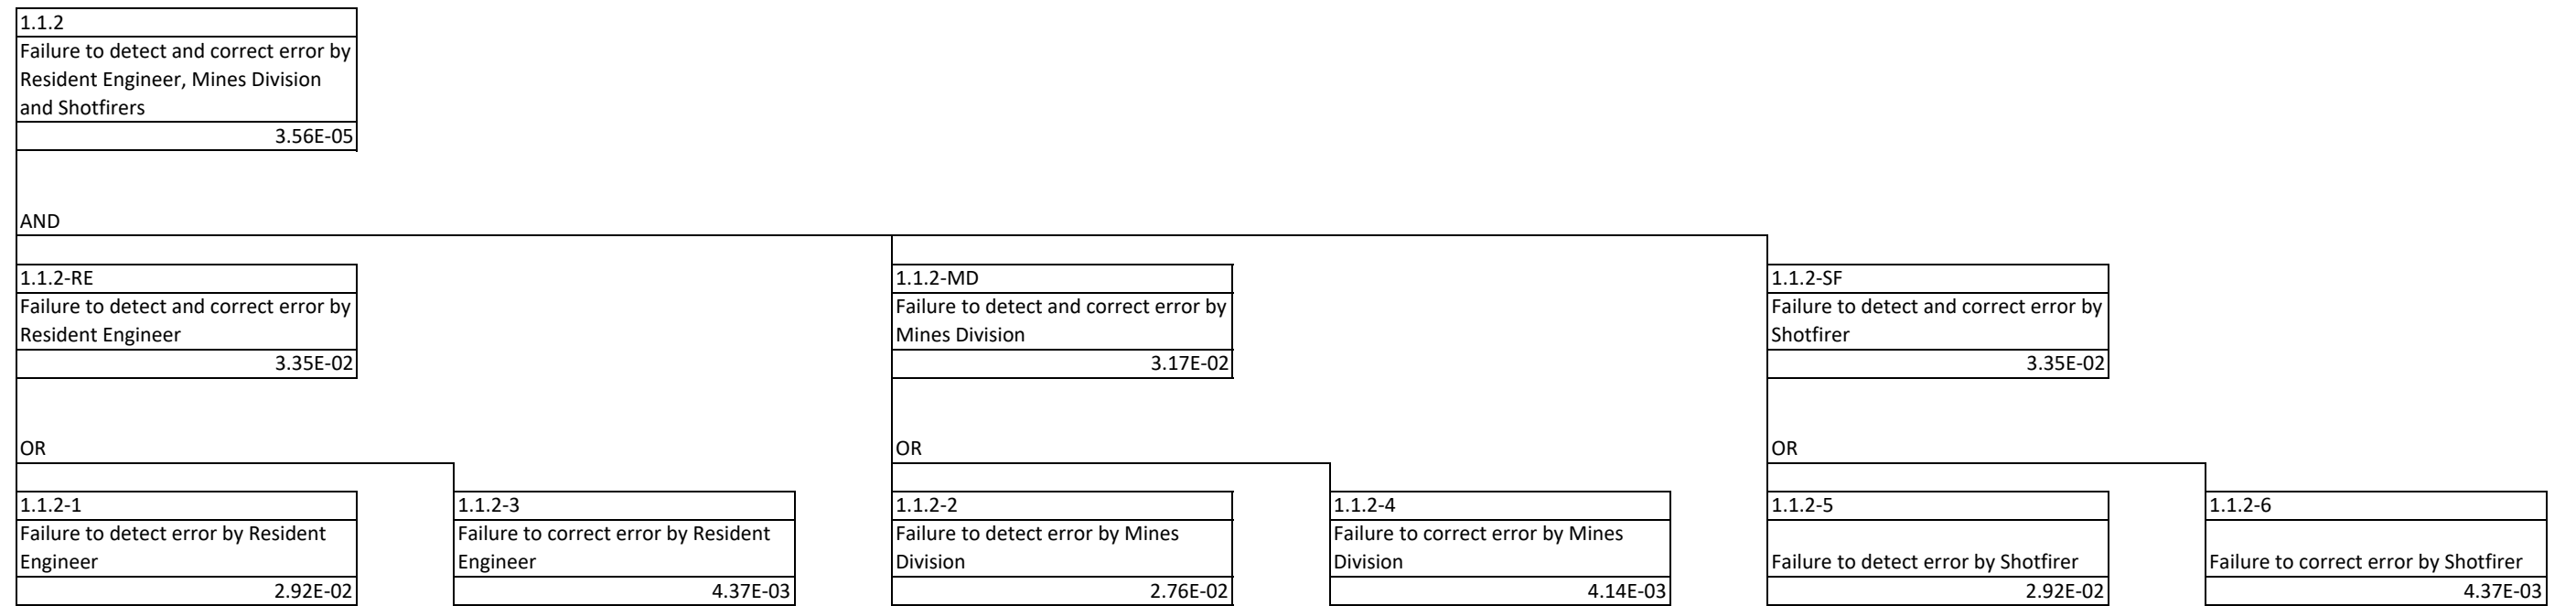 1.1.2
Failure to detect and correct error by
Resident Engineer, Mines Division
and Shotfirers
3.56E-05
AND
1.1.2-RE
Failure to detect and correct error by
Resident Engineer
3.35E-02
1.1.2-MD
Failure to detect and correct error by
Mines Division
3.17E-02
1.1.2-SF
Failure to detect and correct error by
Shotfirer
3.35E-02
OR
OR
OR
1.1.2-1
Failure to detect error by Resident
Engineer
2.92E-02
1.1.2-3
Failure to correct error by Resident
Engineer
4.37E-03
1.1.2-2
Failure to detect error by Mines
Division
2.76E-02
1.1.2-4
Failure to correct error by Mines
Division
4.14E-03
1.1.2-5
Failure to detect error by Shotfirer
2.92E-02
1.1.2-6
Failure to correct error by Shotfirer
4.37E-03